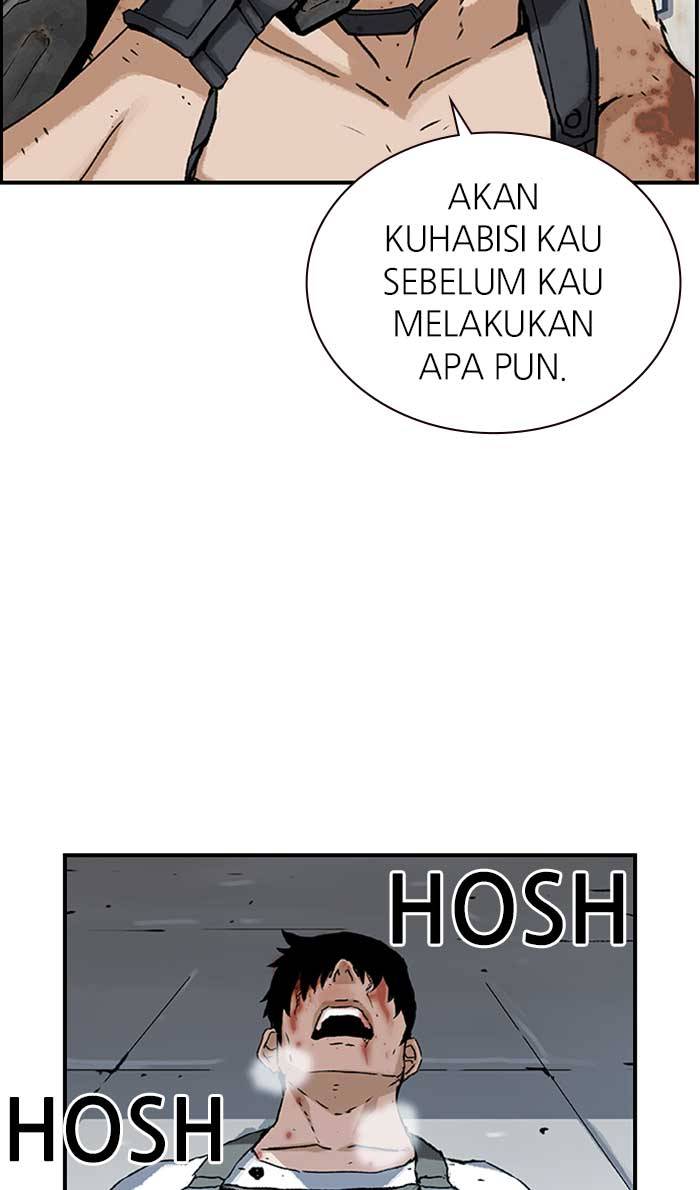 AKAN
KUHABISI KAU
SEBELUM KAU
MELAKUKAN
APA PUN.
HOSH
HOSH